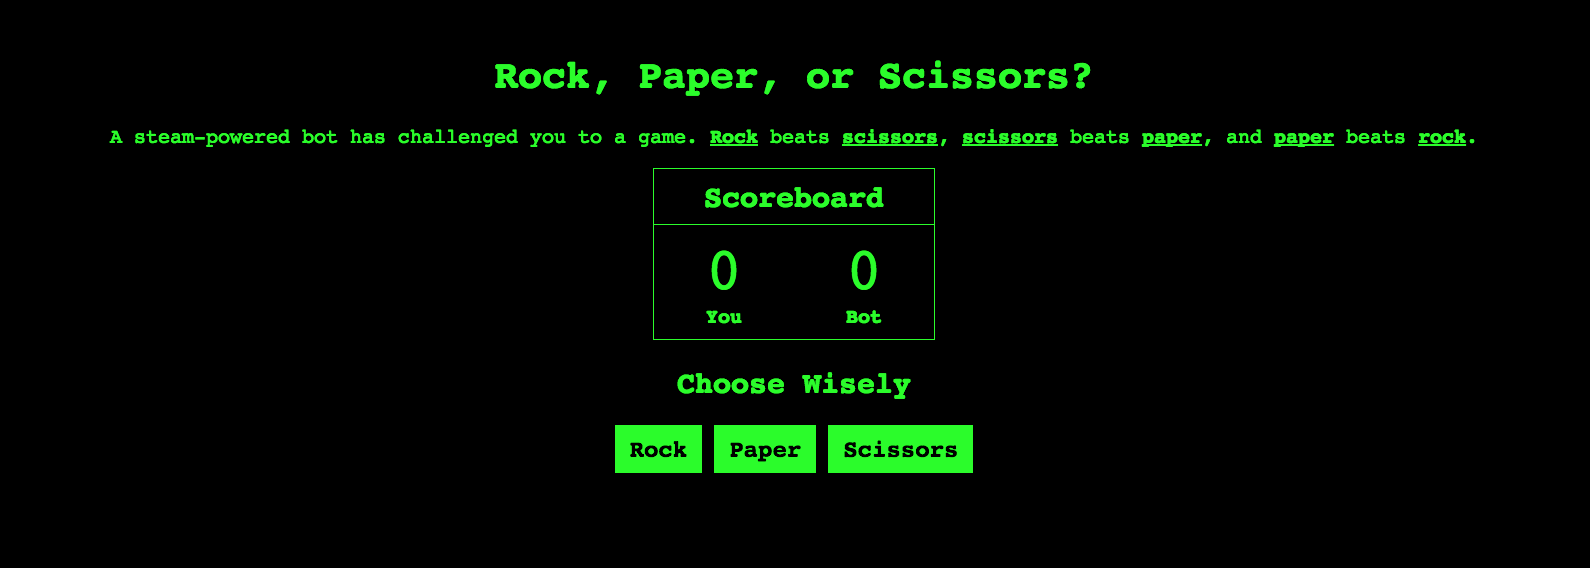 Rock, Paper, or Scissors?
A steam-powered bot has challenged you to a game. Rock beats scissors, scissors beats paper, and paper beats rock.
Scoreboard
0 0
You Bot
Choose Wisely
Rock Paper Scissors